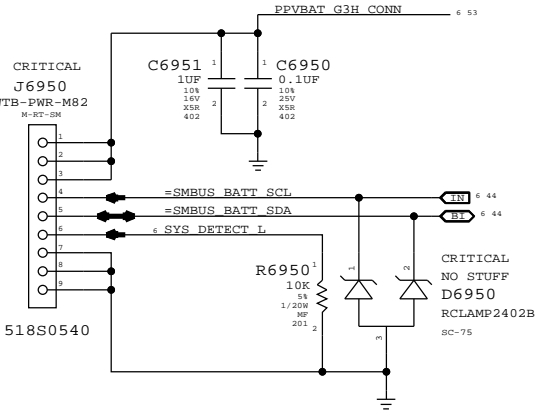 PPVBAT_G3H_CONN 6 53
CRITICAL
J6950
WTB-PWR-M82
M-RT-SM
C6951
1UF
10%
16V
X5R
402
1
2
C6950
0.1UF
10%
25V
X5R
402
1
2
1
2
3
4
5
6
7
8
9
=SMBUS_BATT_SCL
IN 6 44
=SMBUS_BATT_SDA
BI 6 44
6 SYS_DETECT_L
R6950
10K
5%
1/20W
MF
201
1
2
1
2
3
CRITICAL
NO STUFF
D6950
RCLAMP2402B
SC-75
518S0540